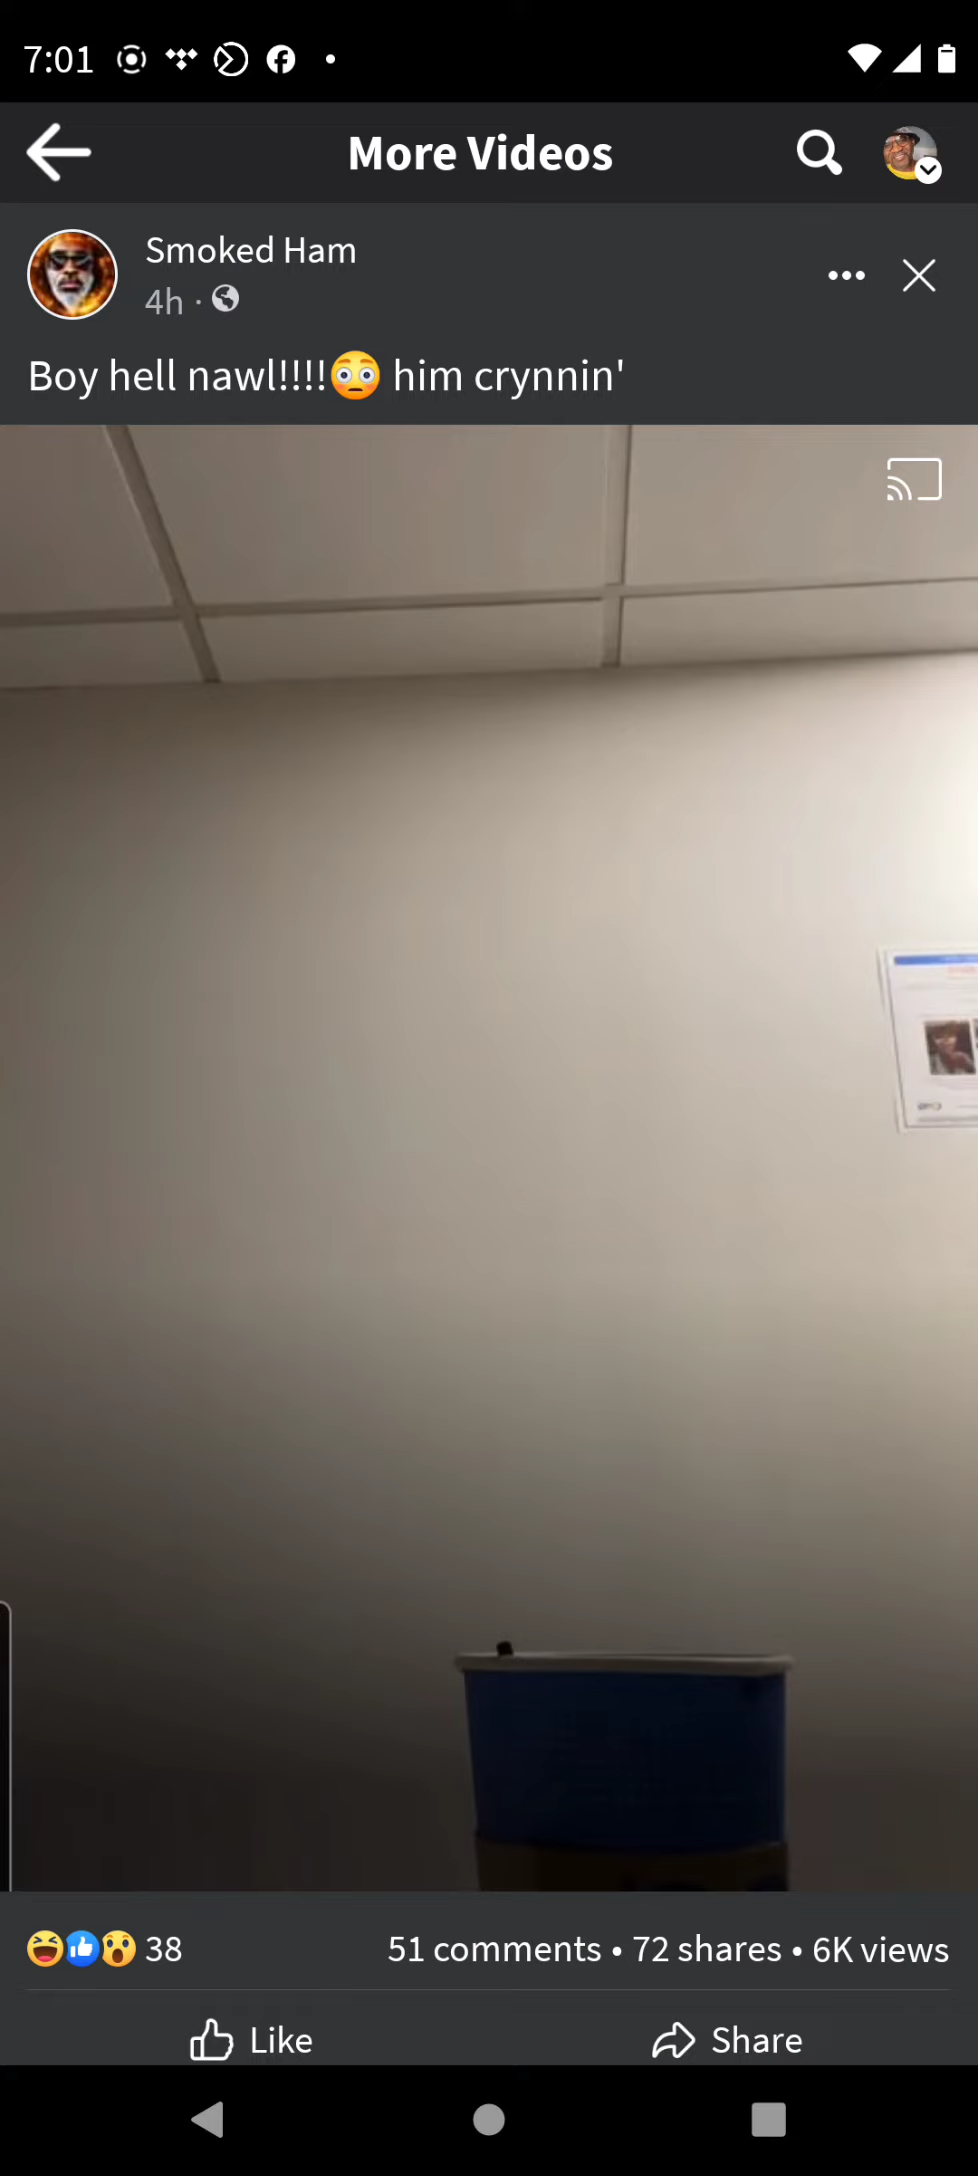 7:01
More Videos
Smoked Ham
4h ·
Boy hell nawl!!!!😳 him crynnin'
38
51 comments • 72 shares • 6K views
Like
Share